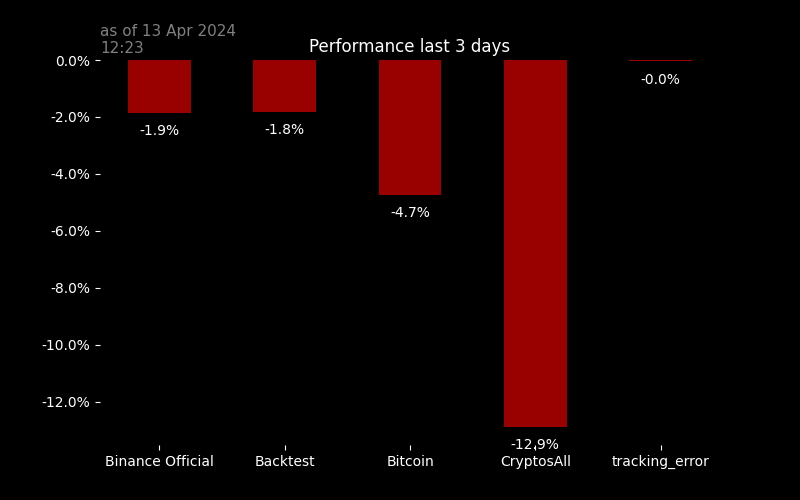 as of 13 Apr 2024
12:23
Performance last 3 days
0.0%
-2.0%
-4.0%
-6.0%
-8.0%
-10.0%
-12.0%
-1.9%
-1.8%
-4.7%
-12.9%
-0.0%
Binance Official
Backtest
Bitcoin
CryptosAll
tracking_error